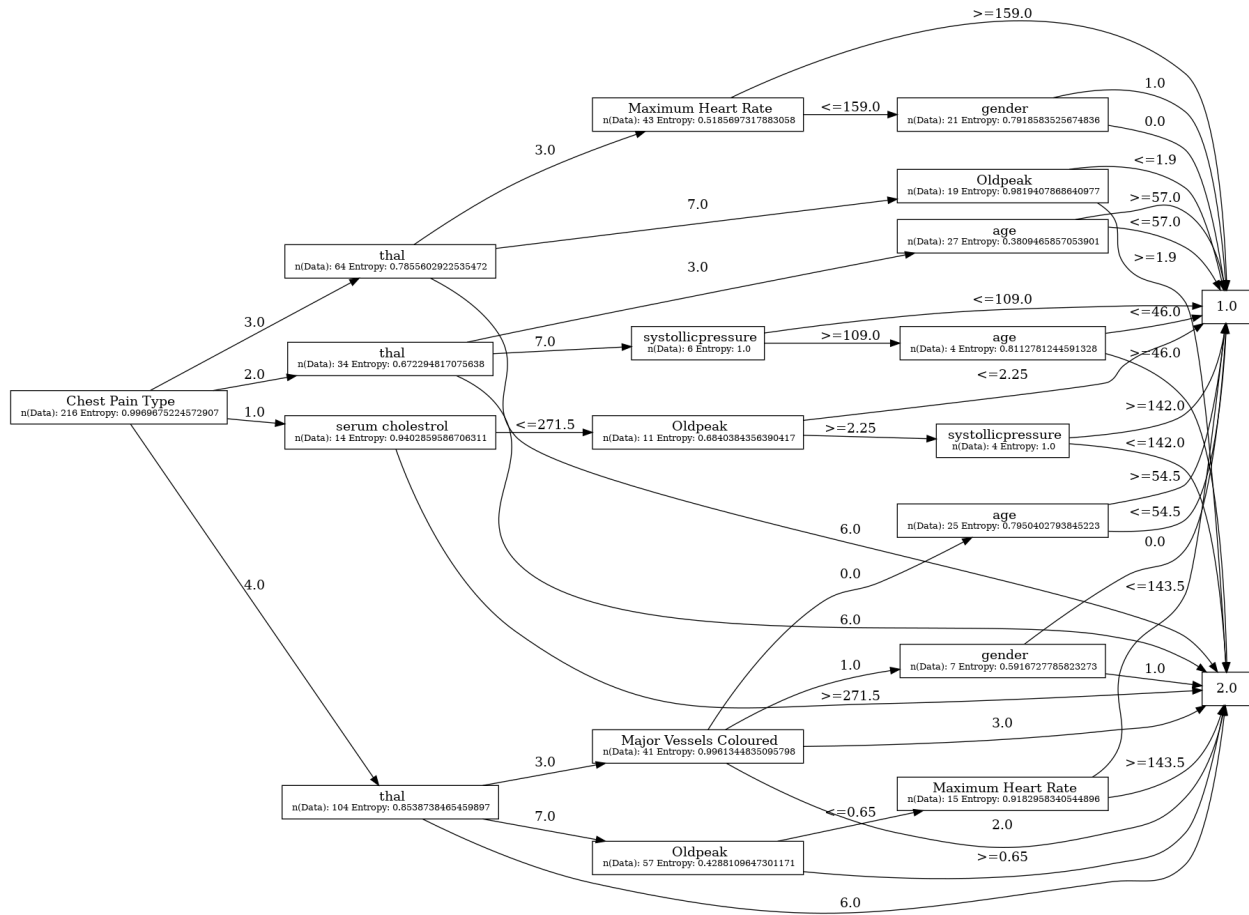 >=159.0
1.0
Maximum Heart Rate
n(Data): 43 Entropy: 0.5185697317883058
<=159.0
gender
n(Data): 21 Entropy: 0.7918583525674836
0.0
3.0
<=1.9
Oldpeak
n(Data): 19 Entropy: 0.9819407868640977
7.0
>=57.0
<=57.0
age
n(Data): 27 Entropy: 0.3809465857053901
thal
n(Data): 64 Entropy: 0.7855602922535472
>=1.9
3.0
<=109.0
1.0
3.0
<=46.0
systollicpressure
n(Data): 6 Entropy: 1.0
>=109.0
age
n(Data): 4 Entropy: 0.8112781244591328
7.0
thal
n(Data): 34 Entropy: 0.672294817075638
>=46.0
2.0
<=2.25
Chest Pain Type
n(Data): 216 Entropy: 0.9969675224572907
>=142.0
1.0
serum cholestrol
n(Data): 14 Entropy: 0.9402859586706311
<=271.5
Oldpeak
n(Data): 11 Entropy: 0.6840384356390417
>=2.25
systollicpressure
n(Data): 4 Entropy: 1.0
<=142.0
>=54.5
age
n(Data): 25 Entropy: 0.7950402793845223
<=54.5
6.0
0.0
0.0
4.0
<=143.5
6.0
gender
n(Data): 7 Entropy: 0.5916727785823273
1.0
1.0
2.0
>=271.5
3.0
Major Vessels Coloured
n(Data): 41 Entropy: 0.9961344835095798
3.0
>=143.5
thal
n(Data): 104 Entropy: 0.8538738465459897
Maximum Heart Rate
n(Data): 15 Entropy: 0.9182958340544896
7.0
<=0.65
2.0
Oldpeak
n(Data): 57 Entropy: 0.4288109647301171
>=0.65
6.0